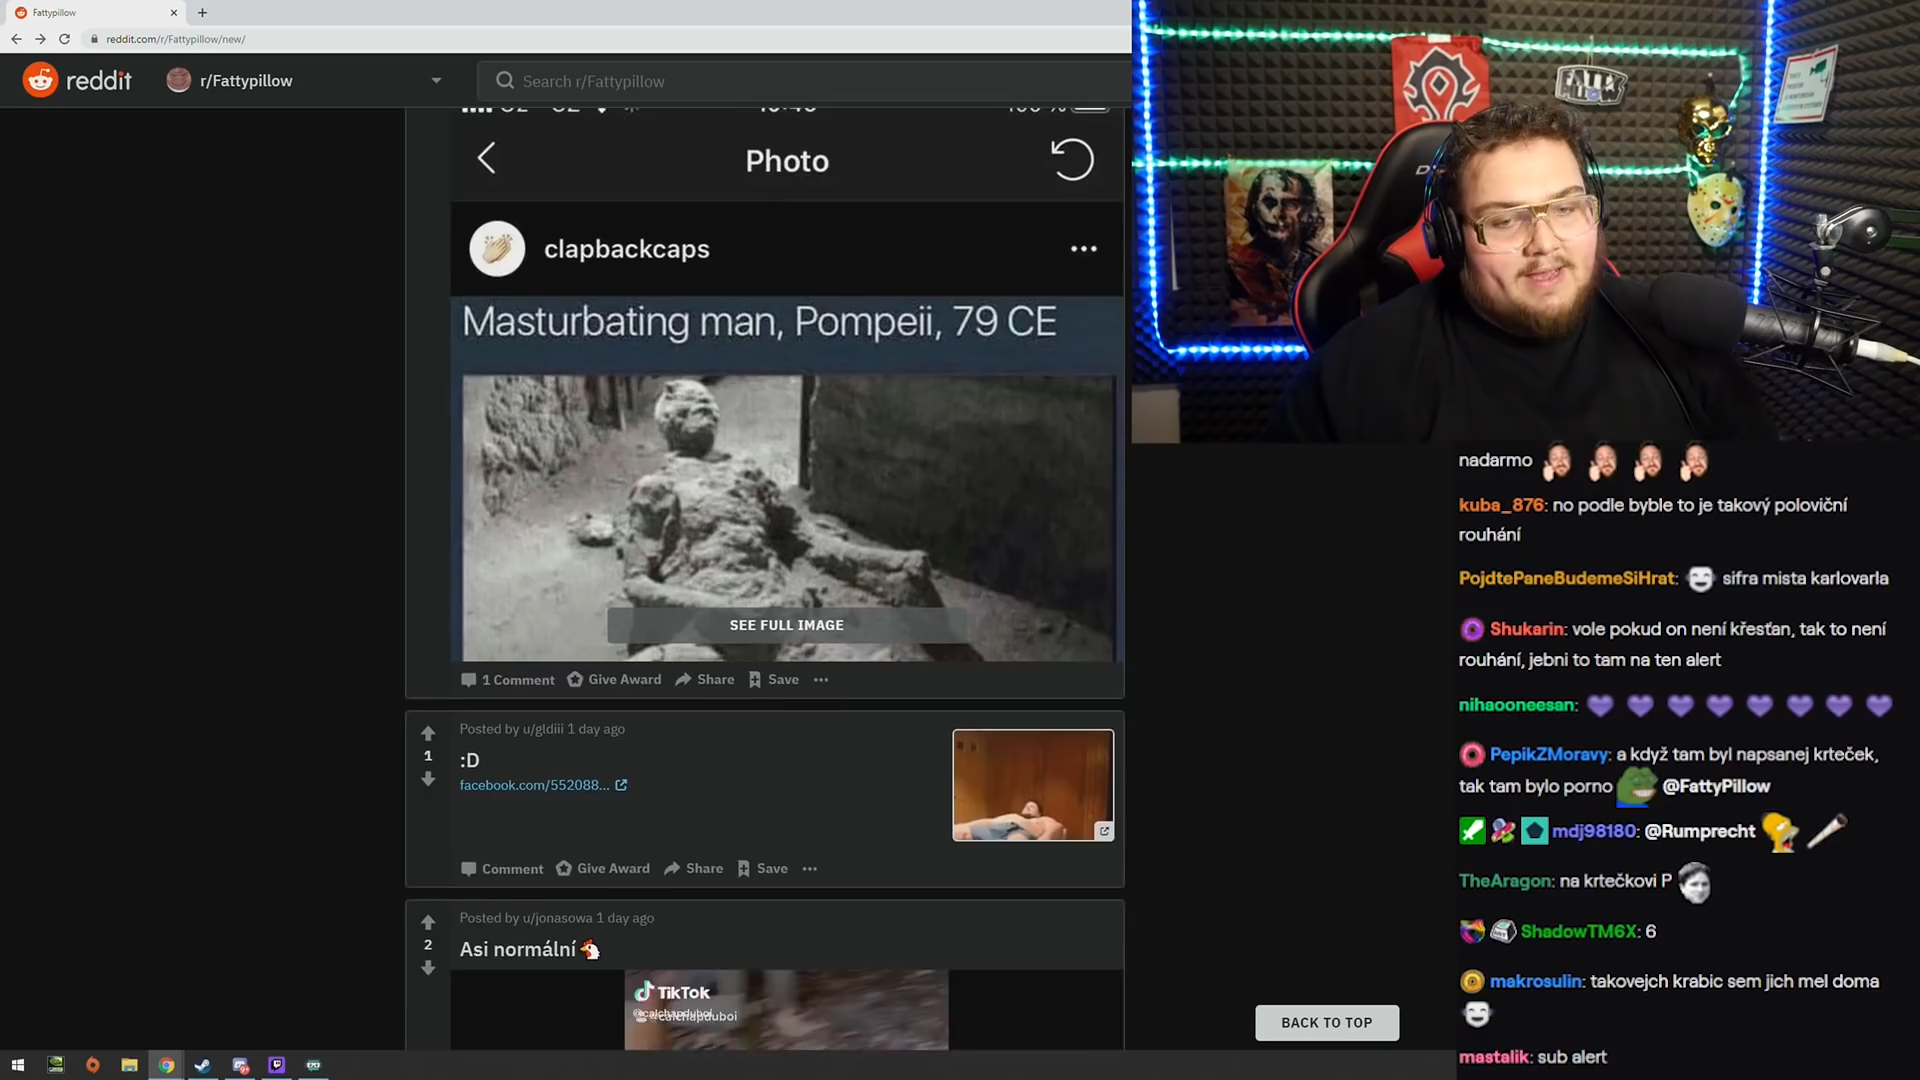 Fattypillow
reddit.com/r/Fattypillow/new/
reddit
r/Fattypillow
Search r/Fattypillow
Photo
clapbackcaps
Masturbating man, Pompeii, 79 CE
SEE FULL IMAGE
1 Comment Give Award Share Save
1
Posted by u/gldiii 1 day ago
:D
facebook.com/552088...
Comment Give Award Share Save
2
Posted by u/jonasowa 1 day ago
Asi normální
TikTok
@calchapduboi
BACK TO TOP
FATTY
PILLOW
nadarmo
kuba_876: no podle byble to je takový poloviční
rouhání
PojdtePaneBudemeSiHrat: sifra mista karlovarla
Shukarin: vole pokud on není křesťan, tak to není
rouhání, jebni to tam na ten alert
nihaooneesan:
PepikZMoravy: a když tam byl napsanej krteček,
tak tam bylo porno @FattyPillow
mdj98180: @Rumprecht
TheAragon: na krtečkovi P
ShadowTM6X: 6
makrosulin: takovejch krabic sem jich mel doma
mastalik: sub alert